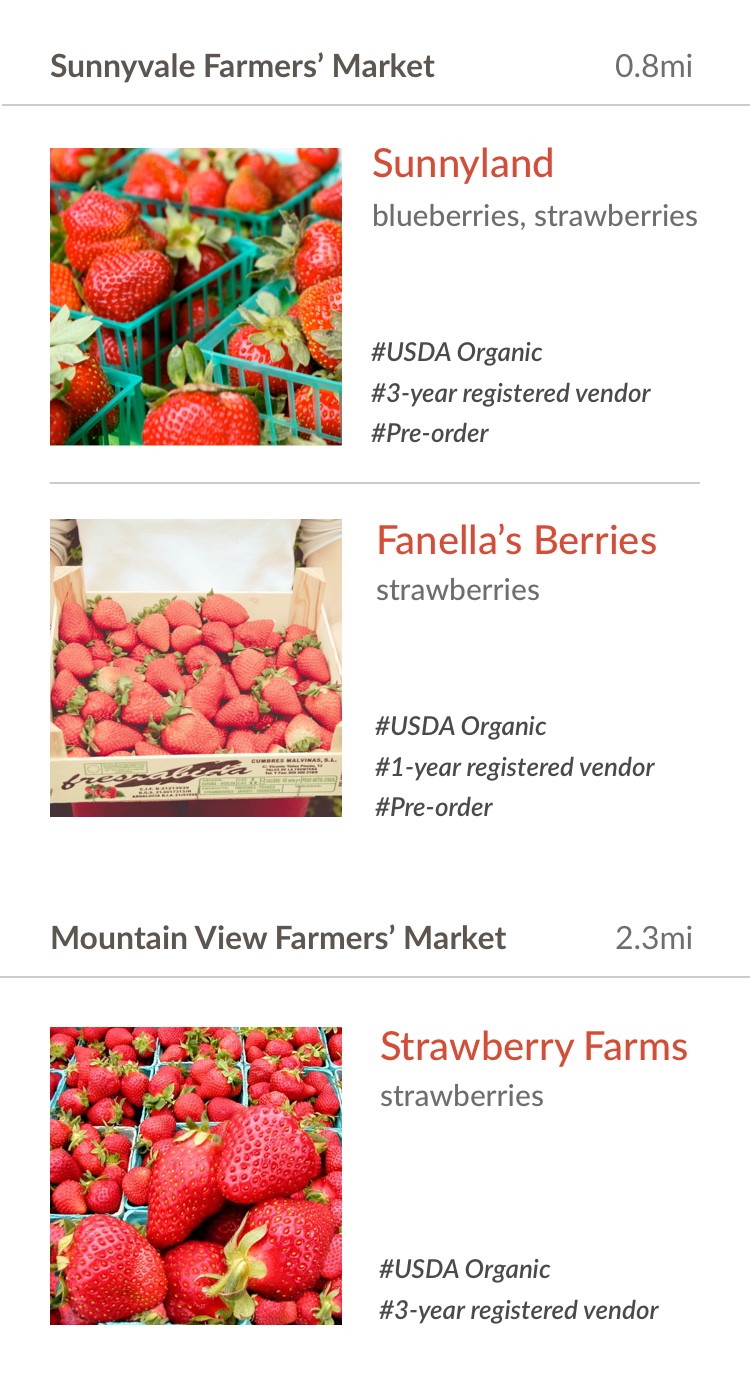 Sunnyvale Farmers’ Market 0.8mi
Sunnyland
blueberries, strawberries
#USDA Organic
#3-year registered vendor
#Pre-order
Fanella’s Berries
strawberries
#USDA Organic
#1-year registered vendor
#Pre-order
CUMBRES MALVINAS, S.L.
Mountain View Farmers’ Market 2.3mi
Strawberry Farms
strawberries
#USDA Organic
#3-year registered vendor